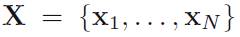 X = {x₁, . . . , x_N}